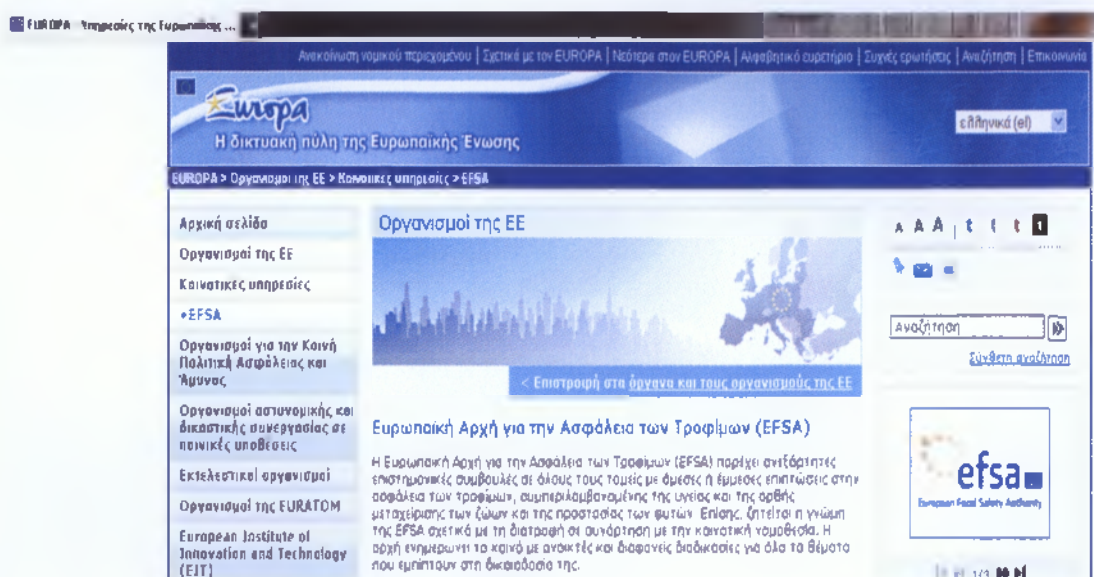 EUROPA - Υπηρεσίες της Ευρωπαϊκής ...
Ανακοίνωση νομικού περιεχομένου | Σχετικά με τον EUROPA | Νεότερα στον EUROPA | Αλφαβητικό ευρετήριο | Συχνές ερωτήσεις | Αναζήτηση | Επικοινωνία
Europa
Η δικτυακή πύλη της Ευρωπαϊκής Ένωσης
ελληνικά (el)
EUROPA > Οργανισμοί της ΕΕ > Κοινοτικές υπηρεσίες > EFSA
Αρχική σελίδα
Οργανισμοί της ΕΕ
Κοινοτικές υπηρεσίες
•EFSA
Οργανισμοί για την Κοινή
Πολιτική Ασφάλειας και
Άμυνας
Οργανισμοί αστυνομικής και
δικαστικής συνεργασίας σε
ποινικές υποθέσεις
Εκτελεστικοί οργανισμοί
Οργανισμοί της EURATOM
European Institute of
Innovation and Technology
(EIT)
Οργανισμοί της ΕΕ
< Επιστροφή στα όργανα και τους οργανισμούς της ΕΕ
Ευρωπαϊκή Αρχή για την Ασφάλεια των Τροφίμων (EFSA)
Η Ευρωπαϊκή Αρχή για την Ασφάλεια των Τροφίμων (EFSA) παρέχει ανεξάρτητες
επιστημονικές συμβουλές σε όλους τους τομείς με άμεσες ή έμμεσες επιπτώσεις στην
ασφάλεια των τροφίμων, συμπεριλαμβανομένης της υγείας και της ορθής
μεταχείρισης των ζώων και της προστασίας των φυτών. Επίσης, ζητείται η γνώμη
της EFSA σχετικά με τη διατροφή σε συνάρτηση με την κοινοτική νομοθεσία. Η
αρχή ενημερώνει το κοινό με ανοικτές και διαφανείς διαδικασίες για όλα τα θέματα
που εμπίπτουν στη δικαιοδοσία της.
A A A | t t t t
Αναζήτηση
Σύνθετη αναζήτηση
efsa
European Food Safety Authority
1/2